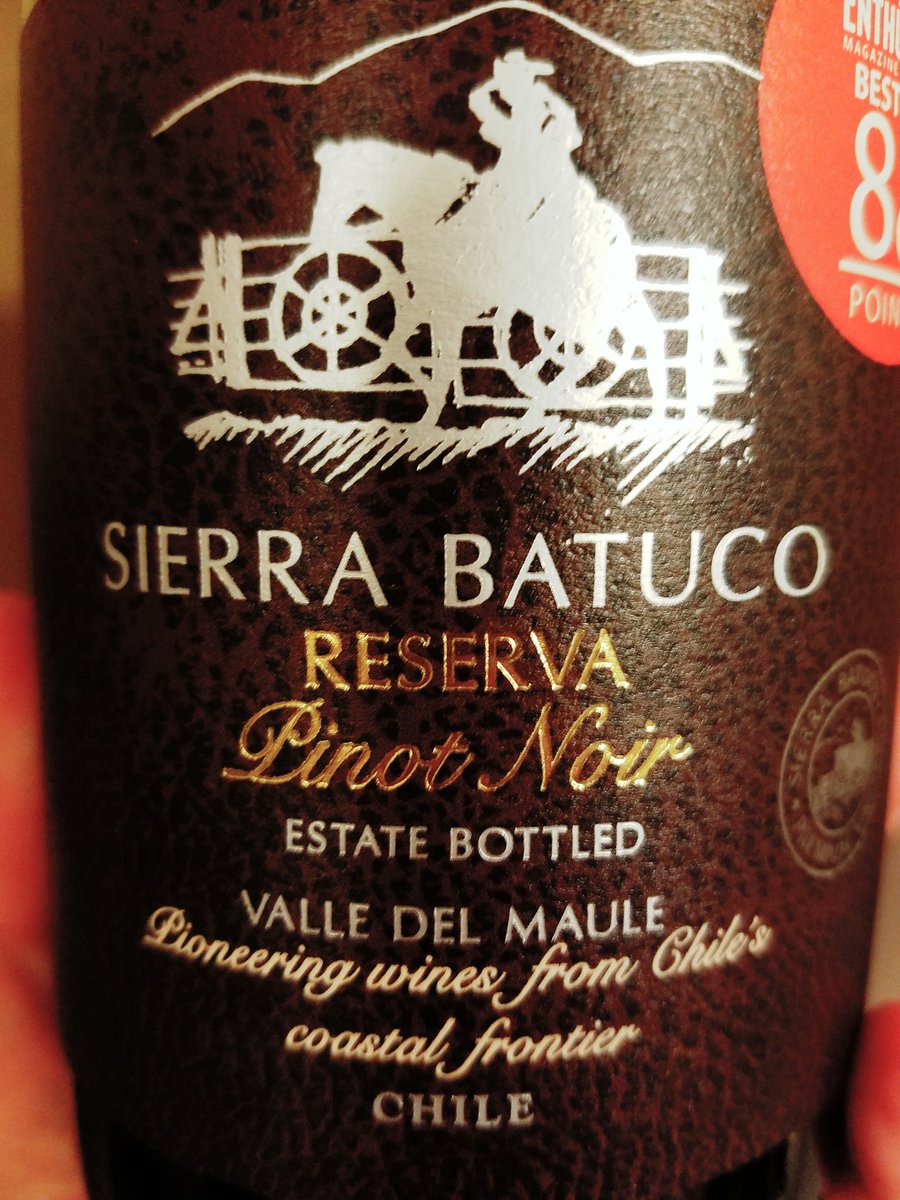 MAGAZINE
BEST
SIERRA BATUCO
RESERVA
Pinot Noir
ESTATE BOTTLED
VALLE DEL MAULE
Pioneering wines from Chile's
coastal frontier
CHILE
SIERRA